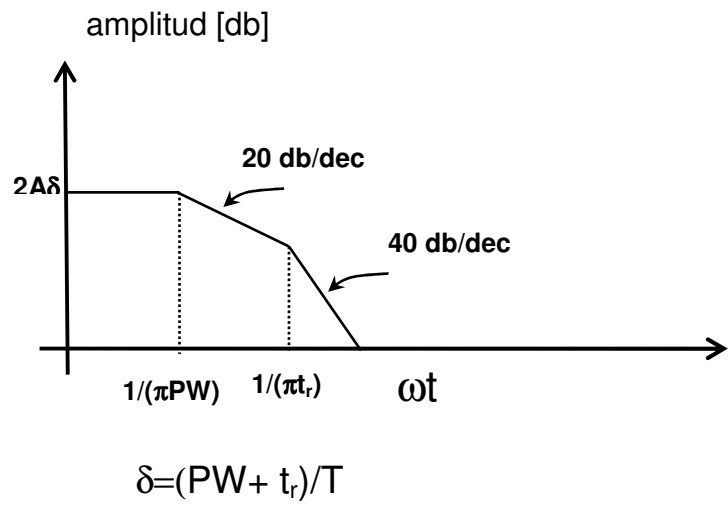 amplitud [db]
20 db/dec
2Aδ
40 db/dec
1/(πPW)
1/(πtᵣ)
ωt
δ=(PW+ tᵣ)/T